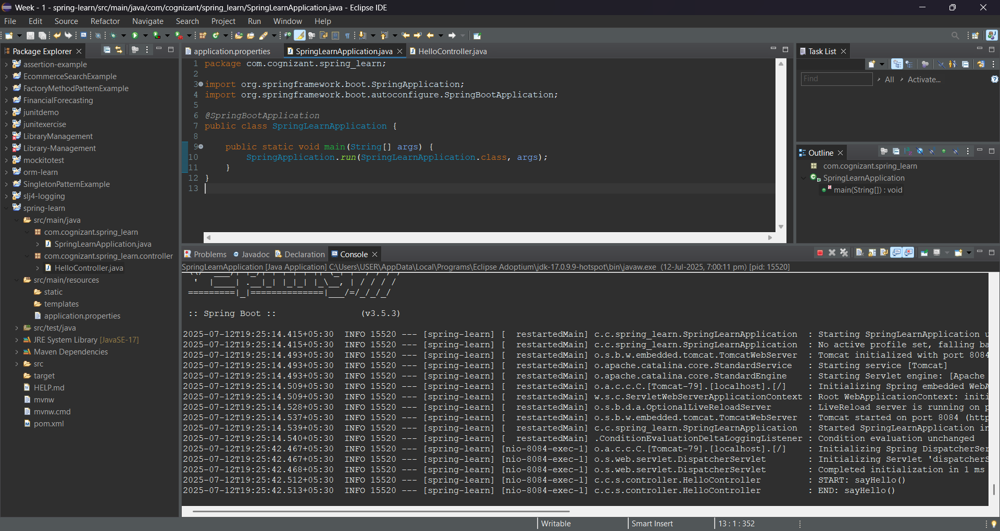 Week - 1 - spring-learn/src/main/java/com/cognizant/spring_learn/SpringLearnApplication.java - Eclipse IDE
File Edit Source Refactor Navigate Search Project Run Window Help
Package Explorer
assertion-example
EcommerceSearchExample
FactoryMethodPatternExample
FinancialForecasting
junitdemo
junitexercise
LibraryManagement
Library-Management
mockitotest
orm-learn
SingletonPatternExample
slj4-logging
spring-learn
src/main/java
com.cognizant.spring_learn
SpringLearnApplication.java
com.cognizant.spring_learn.controller
HelloController.java
src/main/resources
static
templates
application.properties
src/test/java
JRE System Library [JavaSE-17]
Maven Dependencies
src
target
HELP.md
mvnw
mvnw.cmd
pom.xml
application.properties SpringLearnApplication.java HelloController.java
1 package com.cognizant.spring_learn;
2
3 import org.springframework.boot.SpringApplication;
4 import org.springframework.boot.autoconfigure.SpringBootApplication;
5
6 @SpringBootApplication
7 public class SpringLearnApplication {
8
9 public static void main(String[] args) {
10 SpringApplication.run(SpringLearnApplication.class, args);
11 }
12 }
13
Task List
Find All Activate...
Outline
com.cognizant.spring_learn
SpringLearnApplication
main(String[]) : void
Problems Javadoc Declaration Console
SpringLearnApplication [Java Application] C:\Users\USER\AppData\Local\Programs\Eclipse Adoptium\jdk-17.0.9.9-hotspot\bin\javaw.exe (12-Jul-2025, 7:00:11 pm) [pid: 15520]
' |____| .__|_| |_|_| |_\__, | / / / /
=========|_|==============|___/=/_/_/_/
:: Spring Boot :: (v3.5.3)
2025-07-12T19:25:14.415+05:30 INFO 15520 --- [spring-learn] [ restartedMain] c.c.spring_learn.SpringLearnApplication : Starting SpringLearnApplication u
2025-07-12T19:25:14.415+05:30 INFO 15520 --- [spring-learn] [ restartedMain] c.c.spring_learn.SpringLearnApplication : No active profile set, falling ba
2025-07-12T19:25:14.493+05:30 INFO 15520 --- [spring-learn] [ restartedMain] o.s.b.w.embedded.tomcat.TomcatWebServer : Tomcat initialized with port 8084
2025-07-12T19:25:14.493+05:30 INFO 15520 --- [spring-learn] [ restartedMain] o.apache.catalina.core.StandardService : Starting service [Tomcat]
2025-07-12T19:25:14.493+05:30 INFO 15520 --- [spring-learn] [ restartedMain] o.apache.catalina.core.StandardEngine : Starting Servlet engine: [Apache
2025-07-12T19:25:14.509+05:30 INFO 15520 --- [spring-learn] [ restartedMain] o.a.c.c.C.[Tomcat-79].[localhost].[/] : Initializing Spring embedded WebA
2025-07-12T19:25:14.509+05:30 INFO 15520 --- [spring-learn] [ restartedMain] w.s.c.ServletWebServerApplicationContext : Root WebApplicationContext: initi
2025-07-12T19:25:14.528+05:30 INFO 15520 --- [spring-learn] [ restartedMain] o.s.b.d.a.OptionalLiveReloadServer : LiveReload server is running on p
2025-07-12T19:25:14.537+05:30 INFO 15520 --- [spring-learn] [ restartedMain] o.s.b.w.embedded.tomcat.TomcatWebServer : Tomcat started on port 8084 (http
2025-07-12T19:25:14.539+05:30 INFO 15520 --- [spring-learn] [ restartedMain] c.c.spring_learn.SpringLearnApplication : Started SpringLearnApplication in
2025-07-12T19:25:14.540+05:30 INFO 15520 --- [spring-learn] [ restartedMain] .ConditionEvaluationDeltaLoggingListener : Condition evaluation unchanged
2025-07-12T19:25:42.467+05:30 INFO 15520 --- [spring-learn] [nio-8084-exec-1] o.a.c.c.C.[Tomcat-79].[localhost].[/] : Initializing Spring DispatcherSer
2025-07-12T19:25:42.467+05:30 INFO 15520 --- [spring-learn] [nio-8084-exec-1] o.s.web.servlet.DispatcherServlet : Initializing Servlet 'dispatcherS
2025-07-12T19:25:42.468+05:30 INFO 15520 --- [spring-learn] [nio-8084-exec-1] o.s.web.servlet.DispatcherServlet : Completed initialization in 1 ms
2025-07-12T19:25:42.512+05:30 INFO 15520 --- [spring-learn] [nio-8084-exec-1] c.c.s.controller.HelloController : START: sayHello()
2025-07-12T19:25:42.513+05:30 INFO 15520 --- [spring-learn] [nio-8084-exec-1] c.c.s.controller.HelloController : END: sayHello()
Writable Smart Insert 13 : 1 : 352